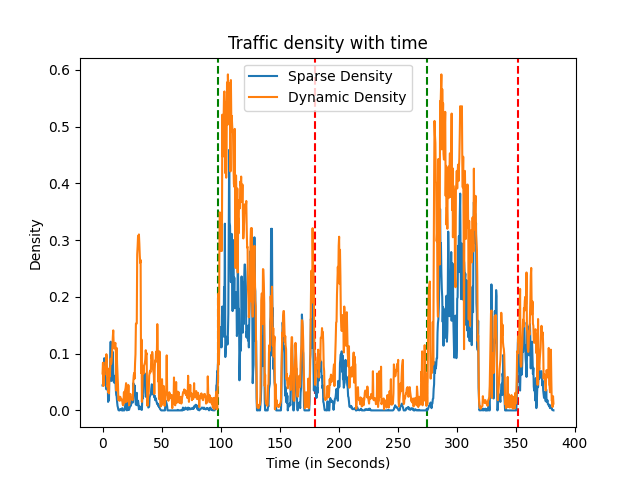 Traffic density with time
Sparse Density
Dynamic Density
0.6
0.5
0.4
0.3
0.2
0.1
0.0
Density
0 50 100 150 200 250 300 350 400
Time (in Seconds)